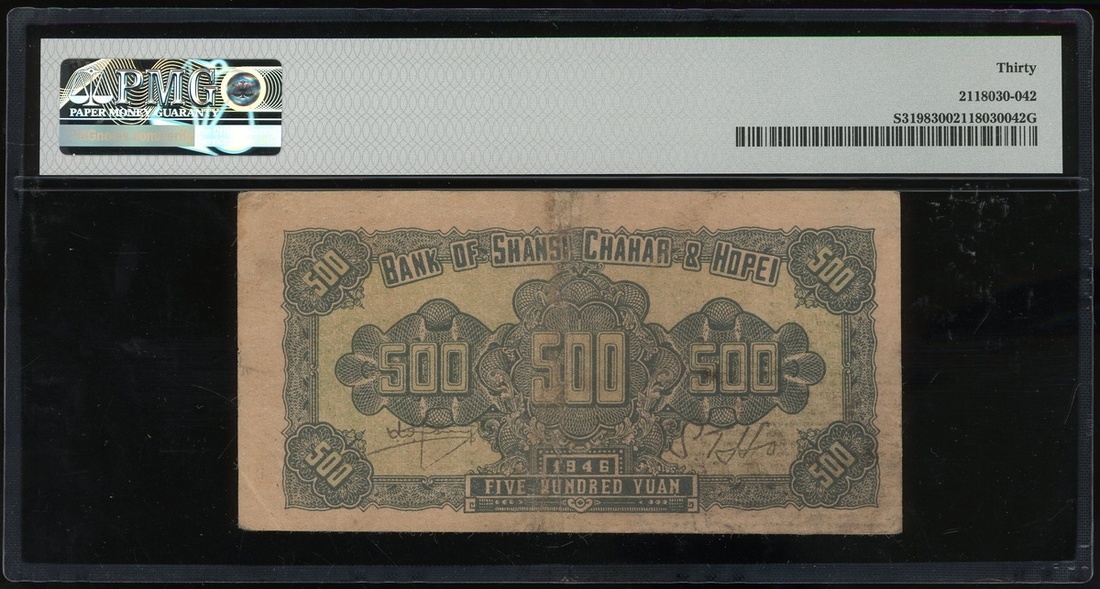 PMG
PAPER MONEY GUARANTY
Thirty
2118030-042
S31983002118030042G
BANK OF SHANSI CHAHAR & HOPEI
500 500
500 500 500
1946
500 500
FIVE HUNDRED YUAN